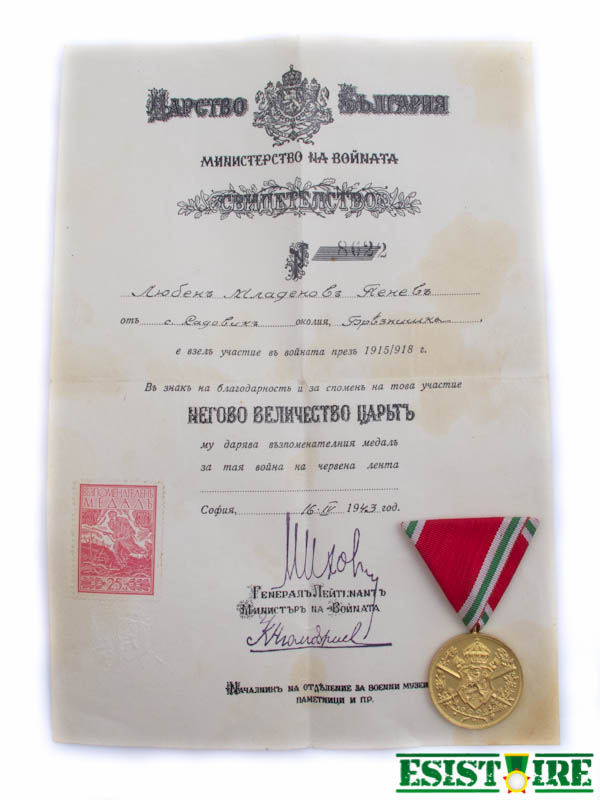 Царство България
Министерство на войната
Свидетелство
№ 8622
Любенъ Младеновъ Пеневъ
отъ с. Садовикъ околия, Брѣзнишка,
е взелъ участие въ войната презъ 1915/918 г.
Въ знакъ на благодарность и за споменъ на това участие
НЕГОВО ВЕЛИЧЕСТВО ЦАРЬТЪ
му дарява възпоменателния медалъ
за тая война на червена лента
София, 16·IV 1943 год.
ВЪЗПОМЕНАТЕЛЕНЪ
МЕДАЛЪ
25
Генералъ Лейтенантъ
Министъръ на Войната
Началникъ на отдѣление за военни музеи
паметници и пр.
ESISTOIRE